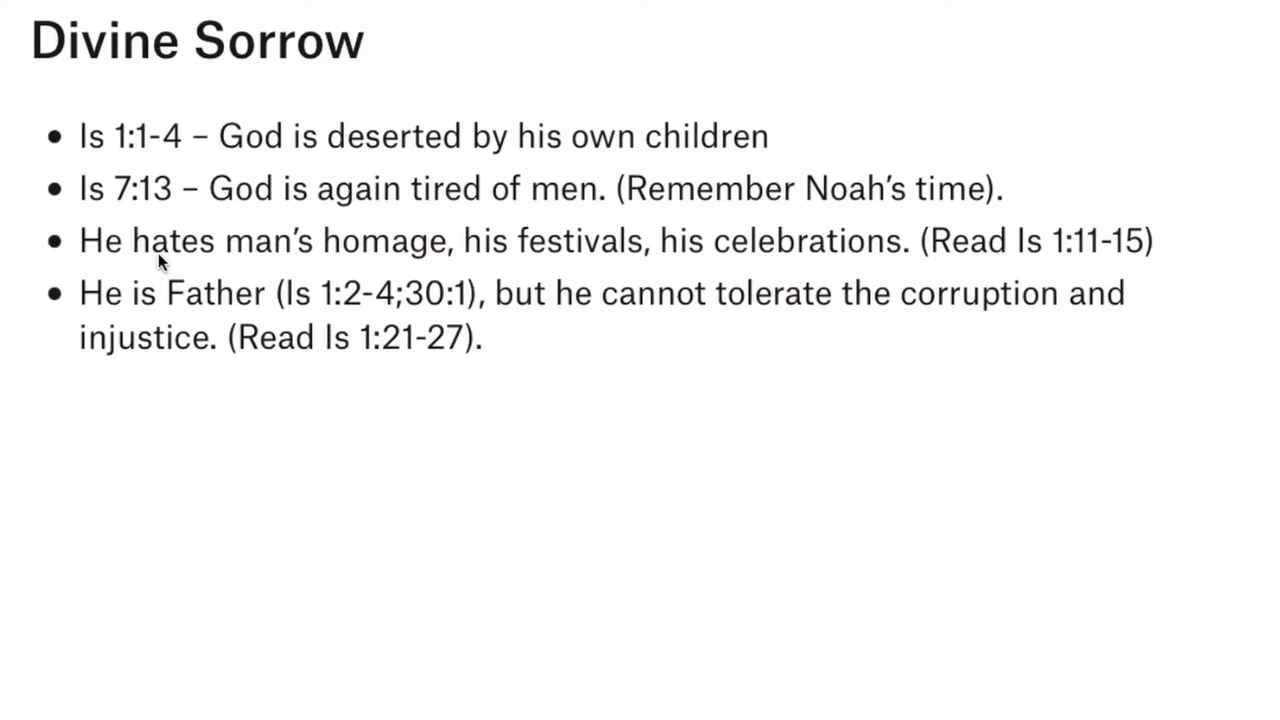 Divine Sorrow
• Is 1:1-4 – God is deserted by his own children
• Is 7:13 – God is again tired of men. (Remember Noah’s time).
• He hates man’s homage, his festivals, his celebrations. (Read Is 1:11-15)
• He is Father (Is 1:2-4;30:1), but he cannot tolerate the corruption and
injustice. (Read Is 1:21-27).